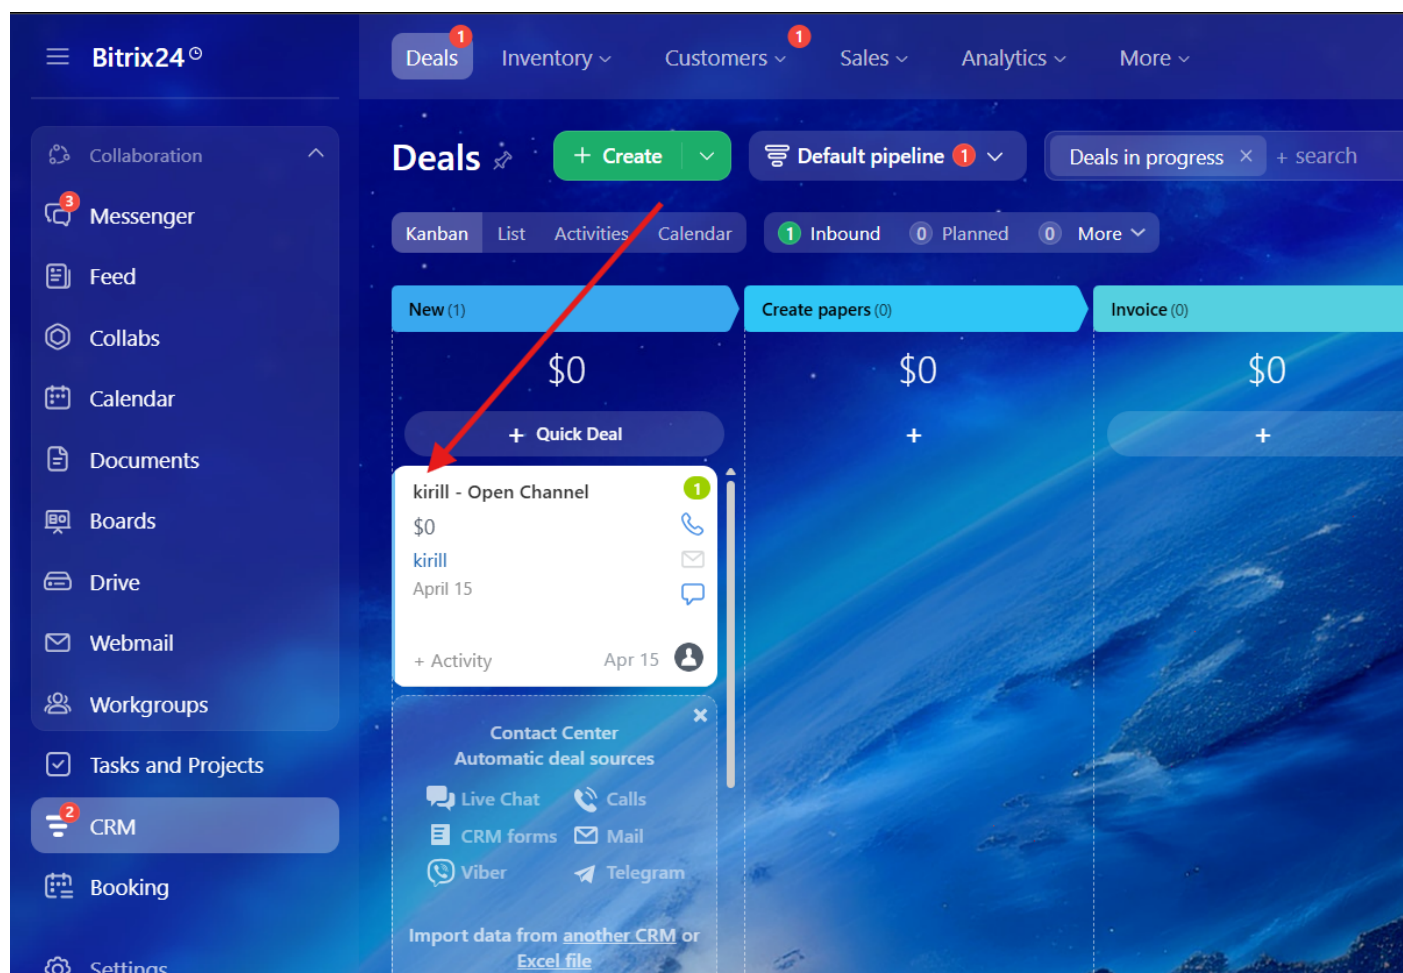 Bitrix24
Deals 1 Inventory Customers 1 Sales Analytics More
Collaboration
3 Messenger
Feed
Collabs
Calendar
Documents
Boards
Drive
Webmail
Workgroups
Tasks and Projects
2 CRM
Booking
Settings
Deals + Create Default pipeline 1 Deals in progress × + search
Kanban List Activities Calendar 1 Inbound 0 Planned 0 More
New (1) Create papers (0) Invoice (0)
$0 $0 $0
+ Quick Deal + +
kirill - Open Channel 1
$0
kirill
April 15
+ Activity Apr 15
Contact Center
Automatic deal sources
Live Chat Calls
CRM forms Mail
Viber Telegram
Import data from another CRM or
Excel file